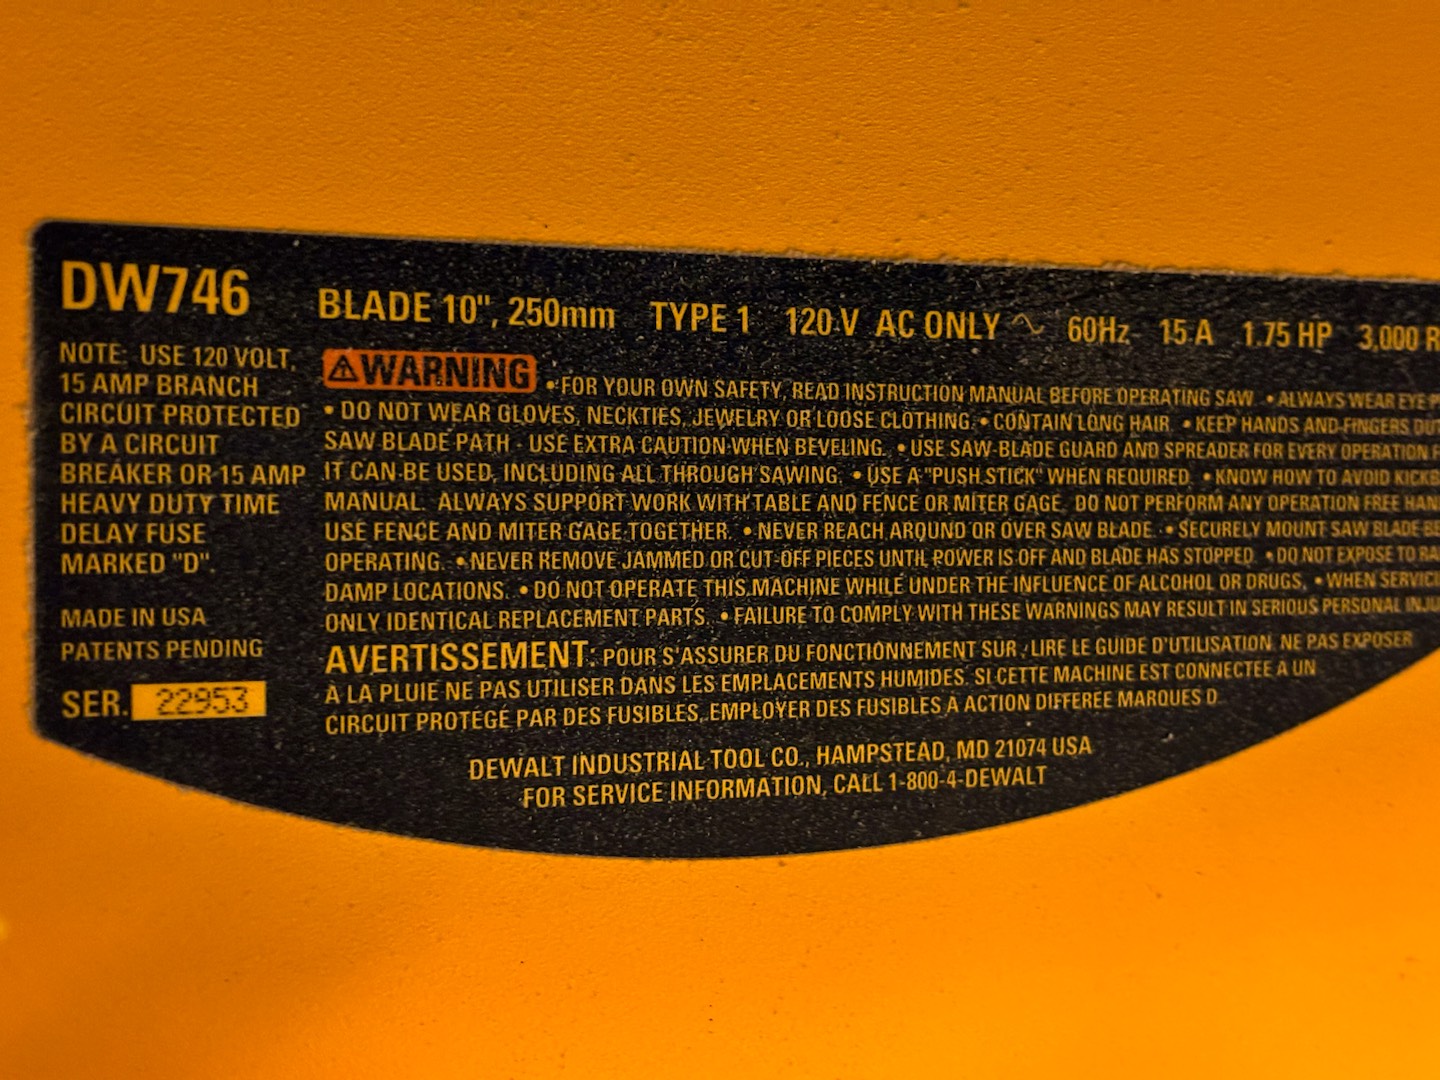 DW746
BLADE 10", 250mm TYPE 1 120 V AC ONLY ∿ 60Hz 15 A 1.75 HP 3,000 R
NOTE: USE 120 VOLT,
15 AMP BRANCH
CIRCUIT PROTECTED
BY A CIRCUIT
BREAKER OR 15 AMP
HEAVY DUTY TIME
DELAY FUSE
MARKED "D".
MADE IN USA
PATENTS PENDING
SER. 22953
⚠WARNING • FOR YOUR OWN SAFETY, READ INSTRUCTION MANUAL BEFORE OPERATING SAW. • ALWAYS WEAR EYE P
• DO NOT WEAR GLOVES, NECKTIES, JEWELRY OR LOOSE CLOTHING. • CONTAIN LONG HAIR. • KEEP HANDS AND FINGERS OUT
SAW BLADE PATH - USE EXTRA CAUTION WHEN BEVELING. • USE SAW-BLADE GUARD AND SPREADER FOR EVERY OPERATION F
IT CAN BE USED, INCLUDING ALL THROUGH SAWING. • USE A "PUSH STICK" WHEN REQUIRED. • KNOW HOW TO AVOID KICKB
MANUAL. ALWAYS SUPPORT WORK WITH TABLE AND FENCE OR MITER GAGE. DO NOT PERFORM ANY OPERATION FREE HAN
USE FENCE AND MITER GAGE TOGETHER. • NEVER REACH AROUND OR OVER SAW BLADE. • SECURELY MOUNT SAW BLADE BE
OPERATING. • NEVER REMOVE JAMMED OR CUT-OFF PIECES UNTIL POWER IS OFF AND BLADE HAS STOPPED. • DO NOT EXPOSE TO RA
DAMP LOCATIONS. • DO NOT OPERATE THIS MACHINE WHILE UNDER THE INFLUENCE OF ALCOHOL OR DRUGS. • WHEN SERVICI
ONLY IDENTICAL REPLACEMENT PARTS. • FAILURE TO COMPLY WITH THESE WARNINGS MAY RESULT IN SERIOUS PERSONAL INJU
AVERTISSEMENT: POUR S'ASSURER DU FONCTIONNEMENT SUR, LIRE LE GUIDE D'UTILISATION. NE PAS EXPOSER
À LA PLUIE NE PAS UTILISER DANS LES EMPLACEMENTS HUMIDES. SI CETTE MACHINE EST CONNECTÉE A UN
CIRCUIT PROTÉGÉ PAR DES FUSIBLES, EMPLOYER DES FUSIBLES À ACTION DIFFÉRÉE MARQUÉS D.
DEWALT INDUSTRIAL TOOL CO., HAMPSTEAD, MD 21074 USA
FOR SERVICE INFORMATION, CALL 1-800-4-DEWALT